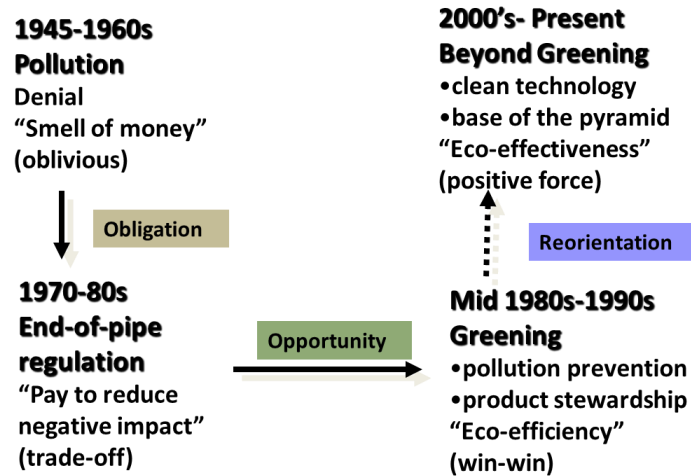 1945-1960s
Pollution
Denial
“Smell of money”
(oblivious)
Obligation
1970-80s
End-of-pipe
regulation
“Pay to reduce
negative impact”
(trade-off)
Opportunity
Mid 1980s-1990s
Greening
•pollution prevention
•product stewardship
“Eco-efficiency”
(win-win)
Reorientation
2000’s- Present
Beyond Greening
•clean technology
•base of the pyramid
“Eco-effectiveness”
(positive force)